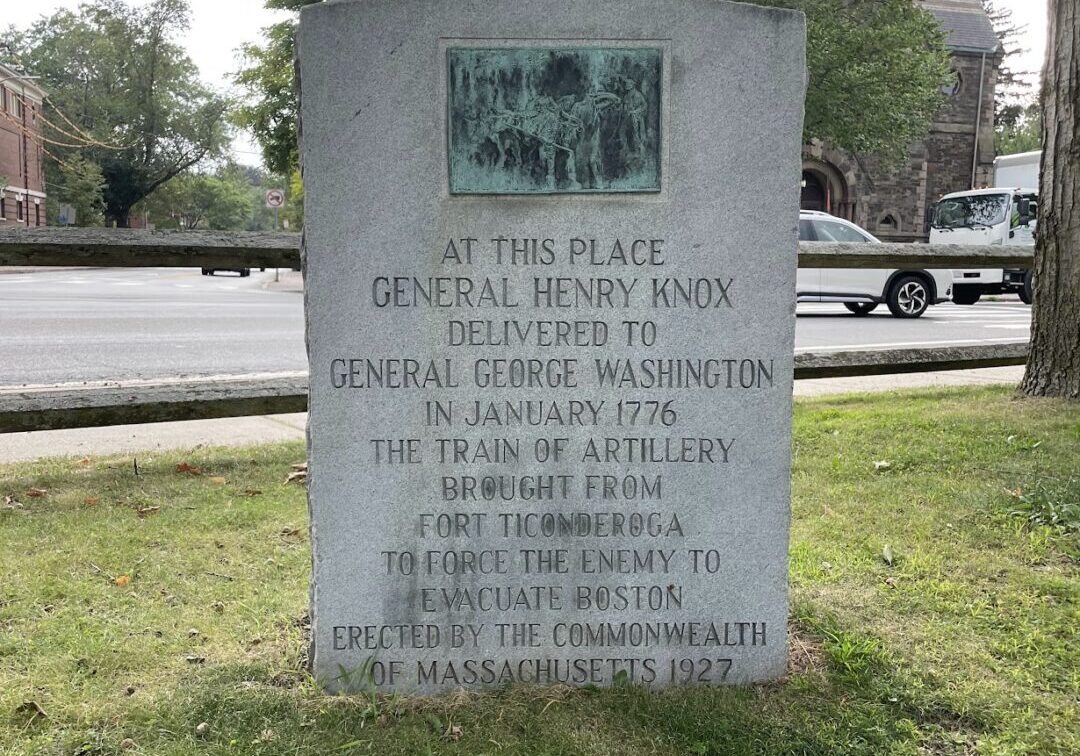 AT THIS PLACE
GENERAL HENRY KNOX
DELIVERED TO
GENERAL GEORGE WASHINGTON
IN JANUARY 1776
THE TRAIN OF ARTILLERY
BROUGHT FROM
FORT TICONDEROGA
TO FORCE THE ENEMY TO
EVACUATE BOSTON
ERECTED BY THE COMMONWEALTH
OF MASSACHUSETTS 1927